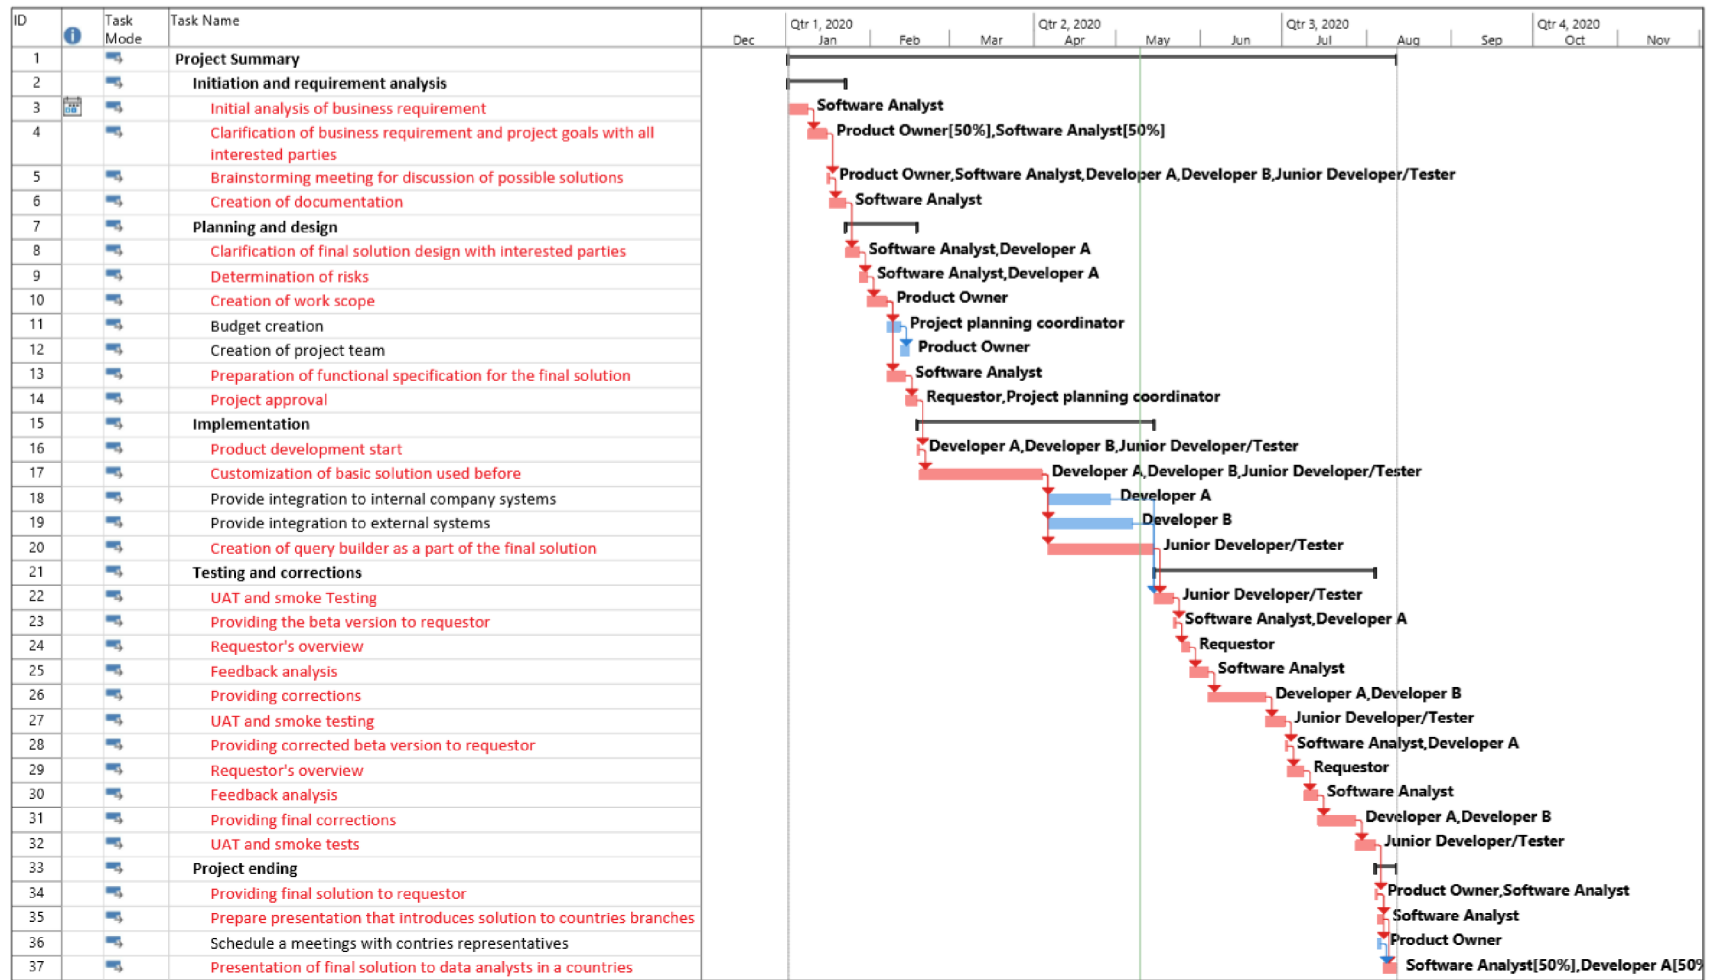 ID Task Mode Task Name Qtr 1, 2020 Qtr 2, 2020 Qtr 3, 2020 Qtr 4, 2020
Dec Jan Feb Mar Apr May Jun Jul Aug Sep Oct Nov
1 Project Summary
2 Initiation and requirement analysis
3 Initial analysis of business requirement Software Analyst
4 Clarification of business requirement and project goals with all Product Owner[50%],Software Analyst[50%]
interested parties
5 Brainstorming meeting for discussion of possible solutions Product Owner,Software Analyst,Developer A,Developer B,Junior Developer/Tester
6 Creation of documentation Software Analyst
7 Planning and design
8 Clarification of final solution design with interested parties Software Analyst,Developer A
9 Determination of risks Software Analyst,Developer A
10 Creation of work scope Product Owner
11 Budget creation Project planning coordinator
12 Creation of project team Product Owner
13 Preparation of functional specification for the final solution Software Analyst
14 Project approval Requestor,Project planning coordinator
15 Implementation
16 Product development start Developer A,Developer B,Junior Developer/Tester
17 Customization of basic solution used before Developer A,Developer B,Junior Developer/Tester
18 Provide integration to internal company systems Developer A
19 Provide integration to external systems Developer B
20 Creation of query builder as a part of the final solution Junior Developer/Tester
21 Testing and corrections
22 UAT and smoke Testing Junior Developer/Tester
23 Providing the beta version to requestor Software Analyst,Developer A
24 Requestor's overview Requestor
25 Feedback analysis Software Analyst
26 Providing corrections Developer A,Developer B
27 UAT and smoke testing Junior Developer/Tester
28 Providing corrected beta version to requestor Software Analyst,Developer A
29 Requestor's overview Requestor
30 Feedback analysis Software Analyst
31 Providing final corrections Developer A,Developer B
32 UAT and smoke tests Junior Developer/Tester
33 Project ending
34 Providing final solution to requestor Product Owner,Software Analyst
35 Prepare presentation that introduces solution to countries branches Software Analyst
36 Schedule a meetings with contries representatives Product Owner
37 Presentation of final solution to data analysts in a countries Software Analyst[50%],Developer A[50%